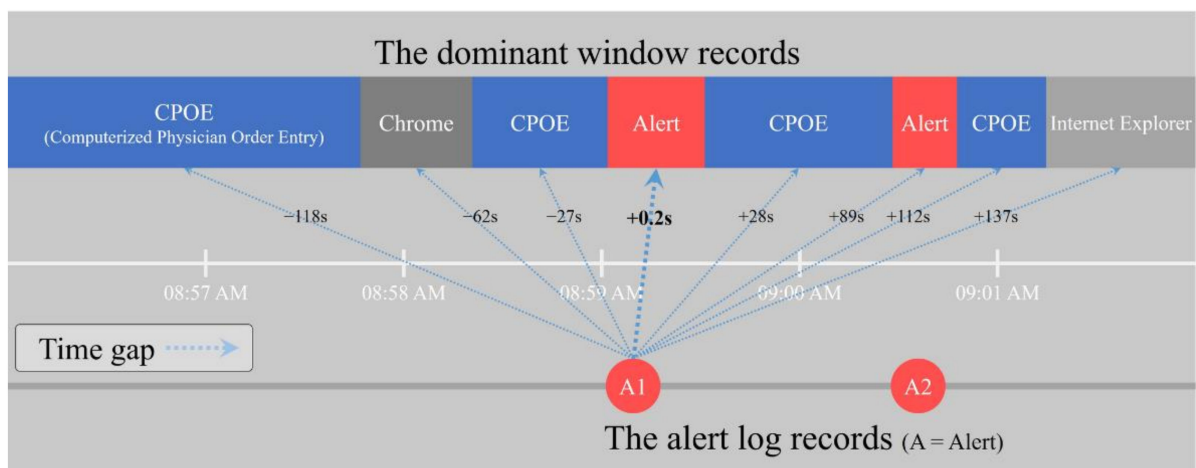 The dominant window records
CPOE
(Computerized Physician Order Entry)
Chrome
CPOE
Alert
CPOE
Alert
CPOE
Internet Explorer
−118s
−62s
−27s
+0.2s
+28s
+89s
+112s
+137s
08:57 AM
08:58 AM
08:59 AM
09:00 AM
09:01 AM
Time gap
A1
A2
The alert log records (A = Alert)